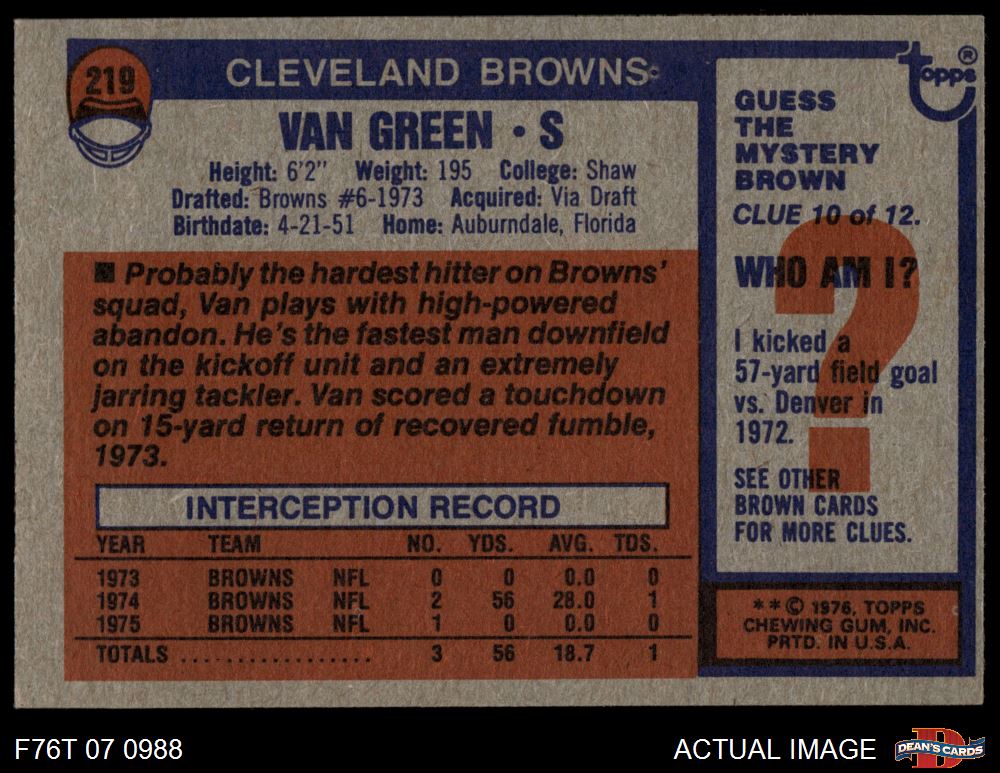 219
CLEVELAND BROWNS
VAN GREEN • S
Height: 6'2" Weight: 195 College: Shaw
Drafted: Browns #6-1973 Acquired: Via Draft
Birthdate: 4-21-51 Home: Auburndale, Florida
■ Probably the hardest hitter on Browns'
squad, Van plays with high-powered
abandon. He's the fastest man downfield
on the kickoff unit and an extremely
jarring tackler. Van scored a touchdown
on 15-yard return of recovered fumble,
1973.
INTERCEPTION RECORD
YEAR TEAM NO. YDS. AVG. TDS.
1973 BROWNS NFL 0 0 0.0 0
1974 BROWNS NFL 2 56 28.0 1
1975 BROWNS NFL 1 0 0.0 0
TOTALS .................. 3 56 18.7 1
topps®
GUESS
THE
MYSTERY
BROWN
CLUE 10 of 12.
WHO AM I?
?
I kicked a
57-yard field goal
vs. Denver in
1972.
SEE OTHER
BROWN CARDS
FOR MORE CLUES.
**© 1976, TOPPS
CHEWING GUM, INC.
PRTD. IN U.S.A.
F76T 07 0988
ACTUAL IMAGE
D
DEAN'S CARDS